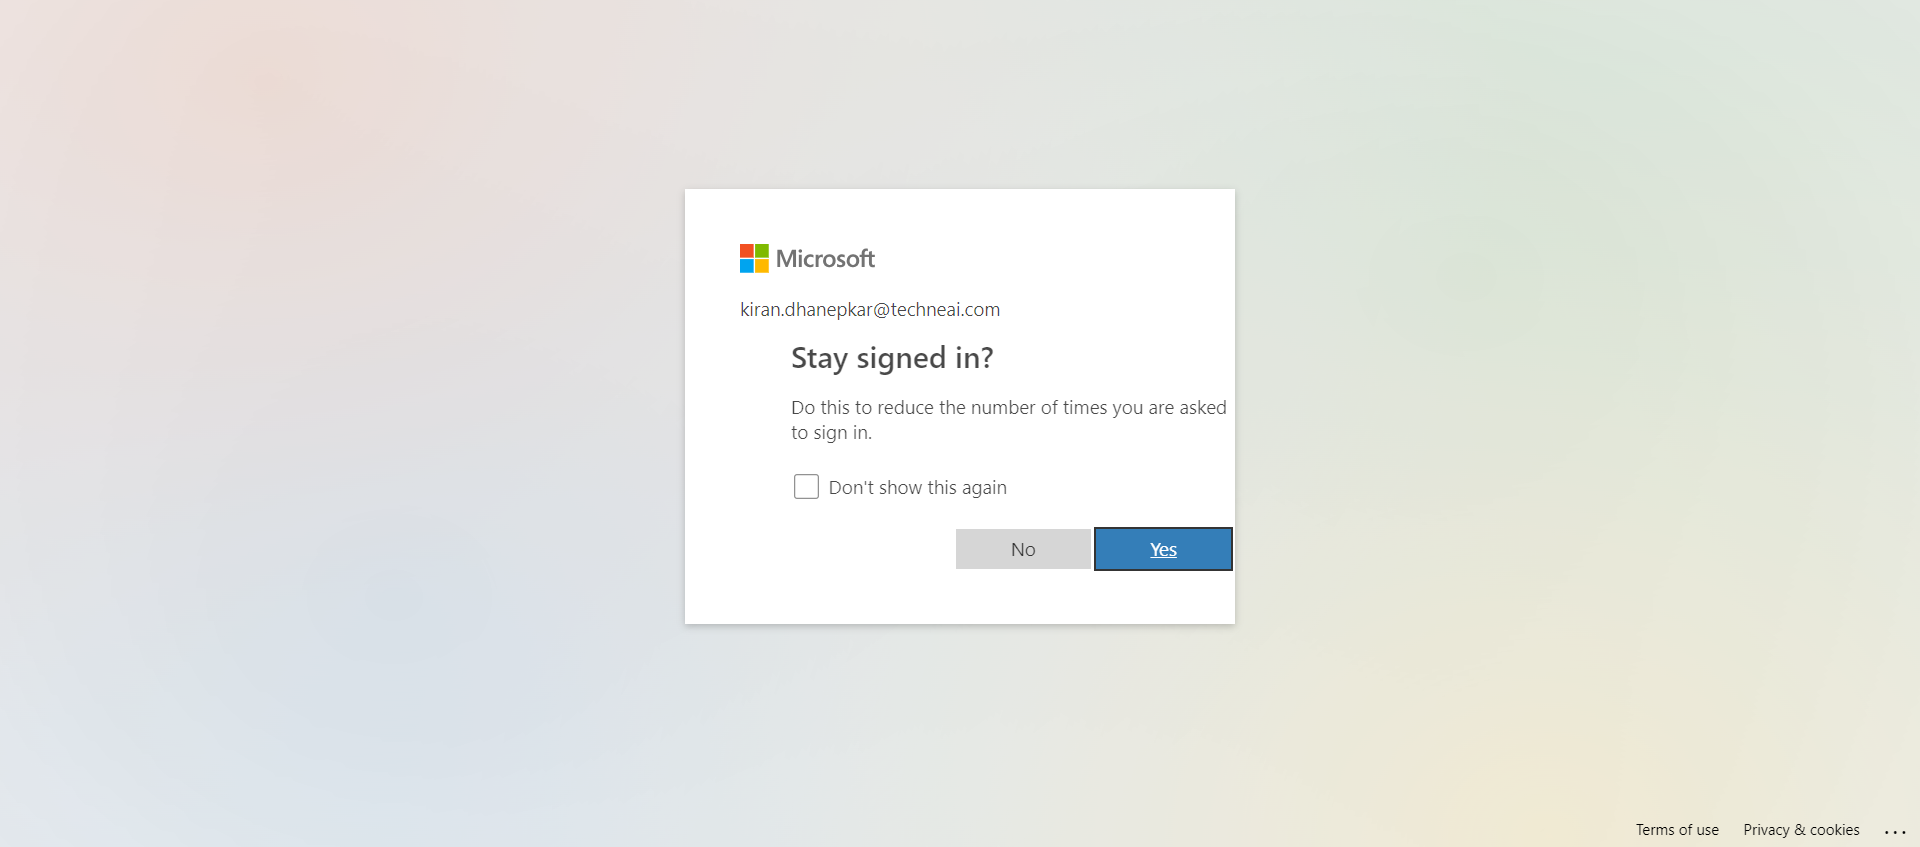 Microsoft
kiran.dhanepkar@techneai.com
Stay signed in?
Do this to reduce the number of times you are asked
to sign in.
Don't show this again
No
Yes
Terms of use
Privacy & cookies
...